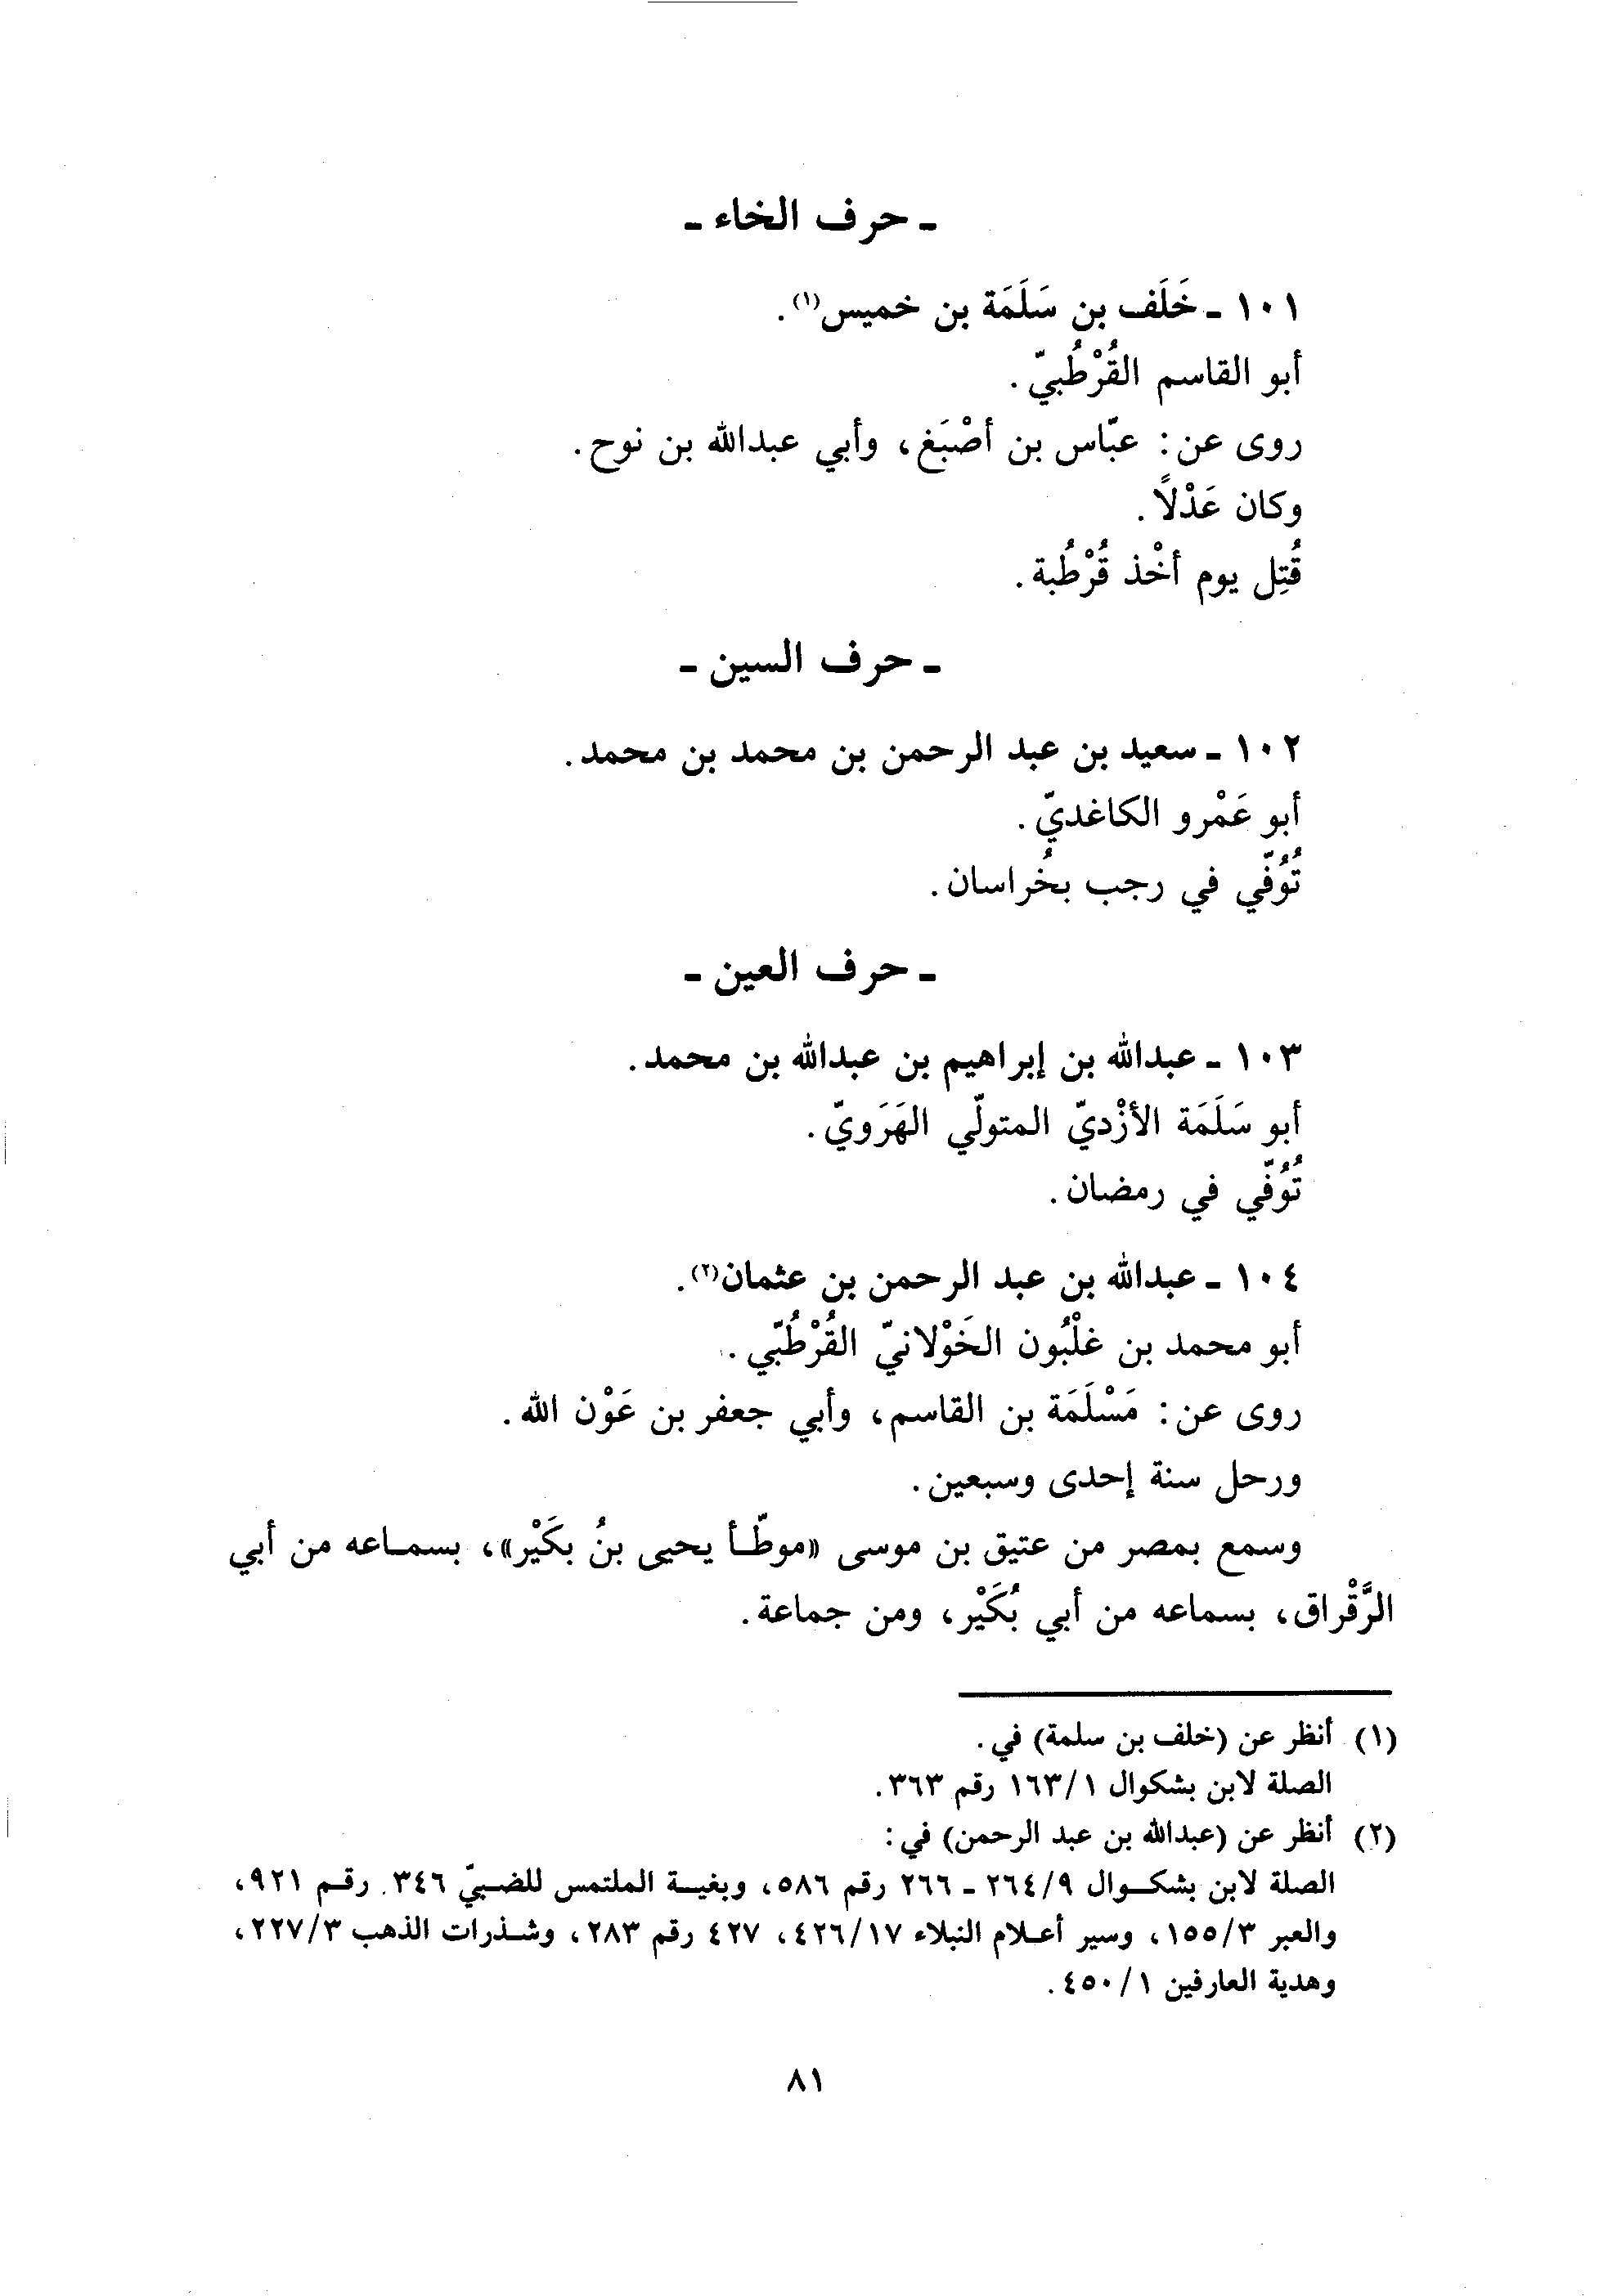 - حرف الخاء -
١٠١ - خَلَف بن سَلَمَة بن خميس(١).
أبو القاسم القُرْطُبيّ.
روى عن: عبّاس بن أصْبَغ، وأبي عبدالله بن نوح.
وكان عَدْلاً.
قُتِل يوم أخْذ قُرْطُبة.
- حرف السين -
١٠٢ - سعيد بن عبد الرحمن بن محمد بن محمد.
أبو عَمْرو الكاغديّ.
تُوُفّي في رجب بخُراسان.
- حرف العين -
١٠٣ - عبدالله بن إبراهيم بن عبدالله بن محمد.
أبو سَلَمَة الأزْديّ المتولّي الهَرَويّ.
تُوُفّي في رمضان.
١٠٤ - عبدالله بن عبد الرحمن بن عثمان(٢).
أبو محمد بن غلْبُون الخَوْلانيّ القُرْطُبّي.
روى عن: مَسْلَمَة بن القاسم، وأبي جعفر بن عَوْن الله.
ورحل سنة إحدى وسبعين.
وسمع بمصر من عتيق بن موسى «موطّأ يحيى بنُ بكَيْر»، بسماعه من أبي
الرَّقْراق، بسماعه من أبي بُكَيْر، ومن جماعة.
(١) أنظر عن (خلف بن سلمة) في.
الصلة لابن بشكوال ١/١٦٣ رقم ٣٦٣.
(٢) أنظر عن (عبدالله بن عبد الرحمن) في:
الصلة لابن بشكوال ٩/٢٦٤ - ٢٦٦ رقم ٥٨٦، وبغية الملتمس للضبيّ ٣٤٦. رقم ٩٢١،
والعبر ٣/١٥٥، وسير أعلام النبلاء ١٧/٤٢٦، ٤٢٧ رقم ٢٨٣، وشذرات الذهب ٣/٢٢٧،
وهدية العارفين ١/٤٥٠.
٨١